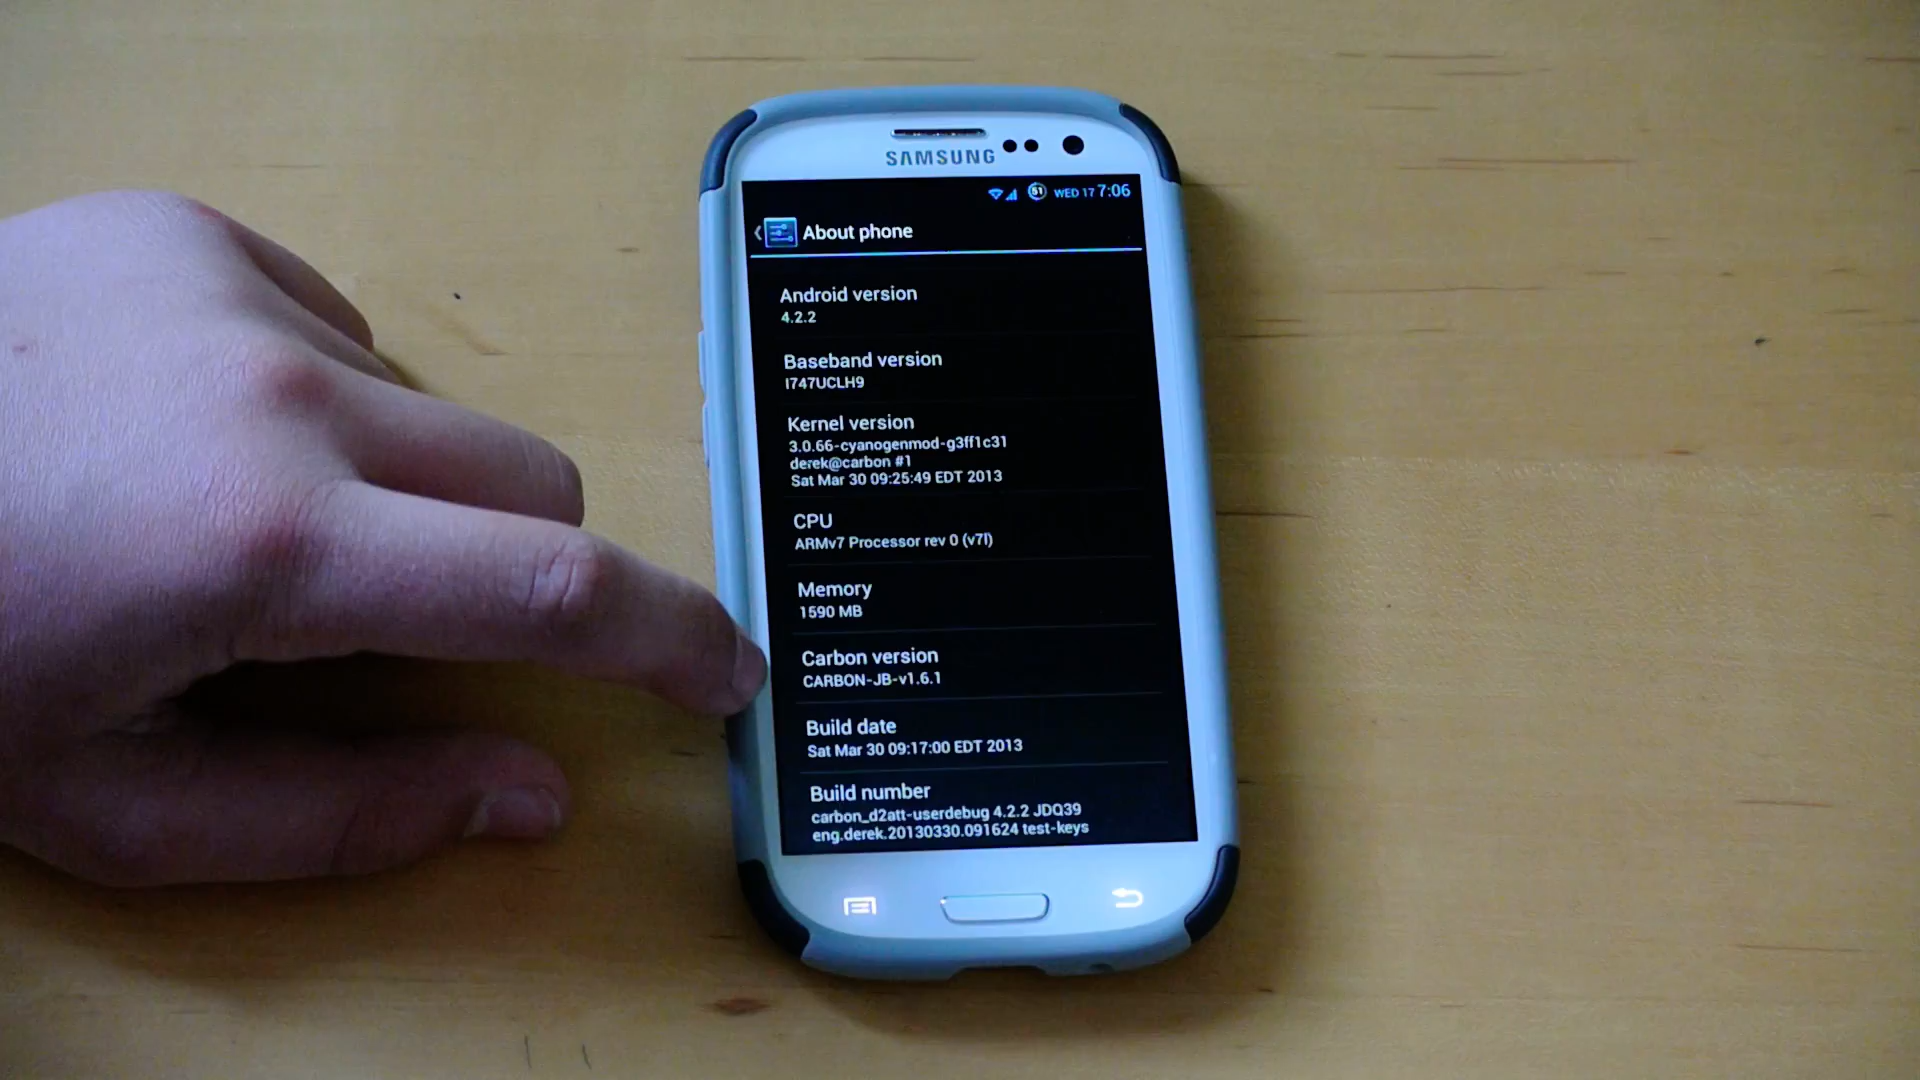 SAMSUNG
51 WED 17 7:06
About phone
Android version
4.2.2
Baseband version
I747UCLH9
Kernel version
3.0.66-cyanogenmod-g3ff1c31
derek@carbon #1
Sat Mar 30 09:25:49 EDT 2013
CPU
ARMv7 Processor rev 0 (v7l)
Memory
1590 MB
Carbon version
CARBON-JB-v1.6.1
Build date
Sat Mar 30 09:17:00 EDT 2013
Build number
carbon_d2att-userdebug 4.2.2 JDQ39
eng.derek.20130330.091624 test-keys